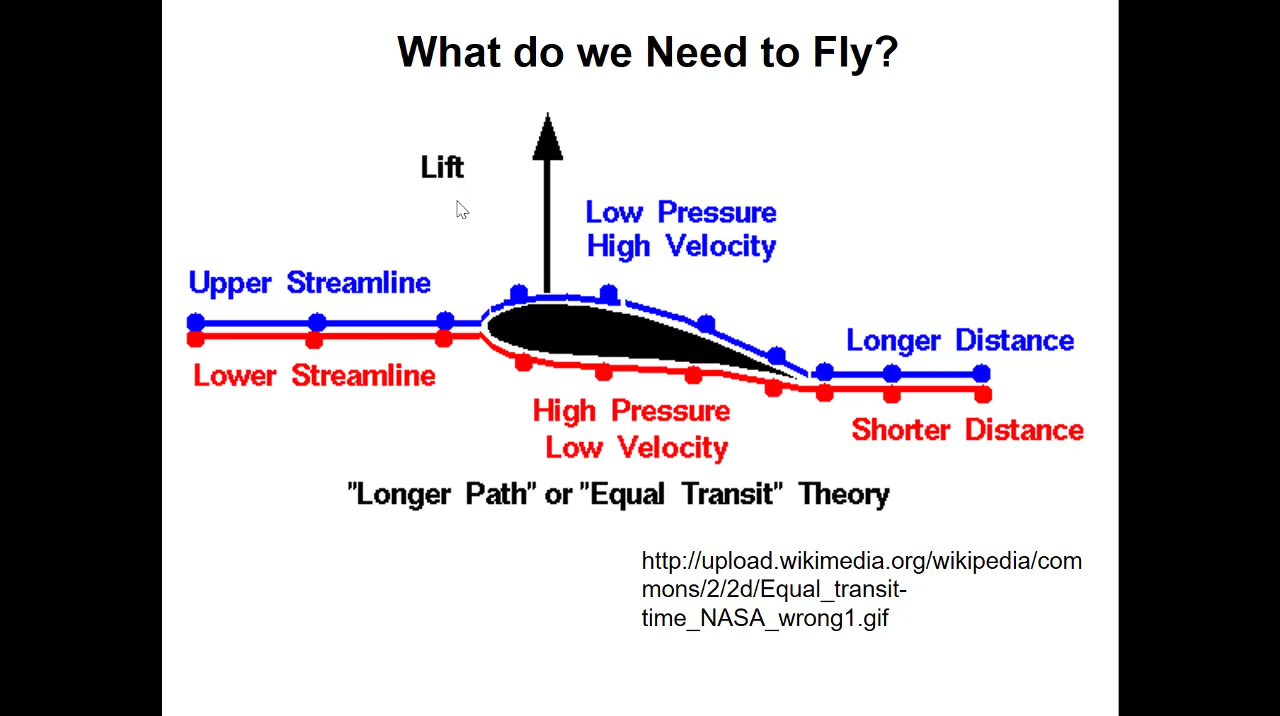 What do we Need to Fly?
Lift
Low Pressure
High Velocity
Upper Streamline
Lower Streamline
Longer Distance
Shorter Distance
High Pressure
Low Velocity
"Longer Path" or "Equal Transit" Theory
http://upload.wikimedia.org/wikipedia/com
mons/2/2d/Equal_transit-
time_NASA_wrong1.gif